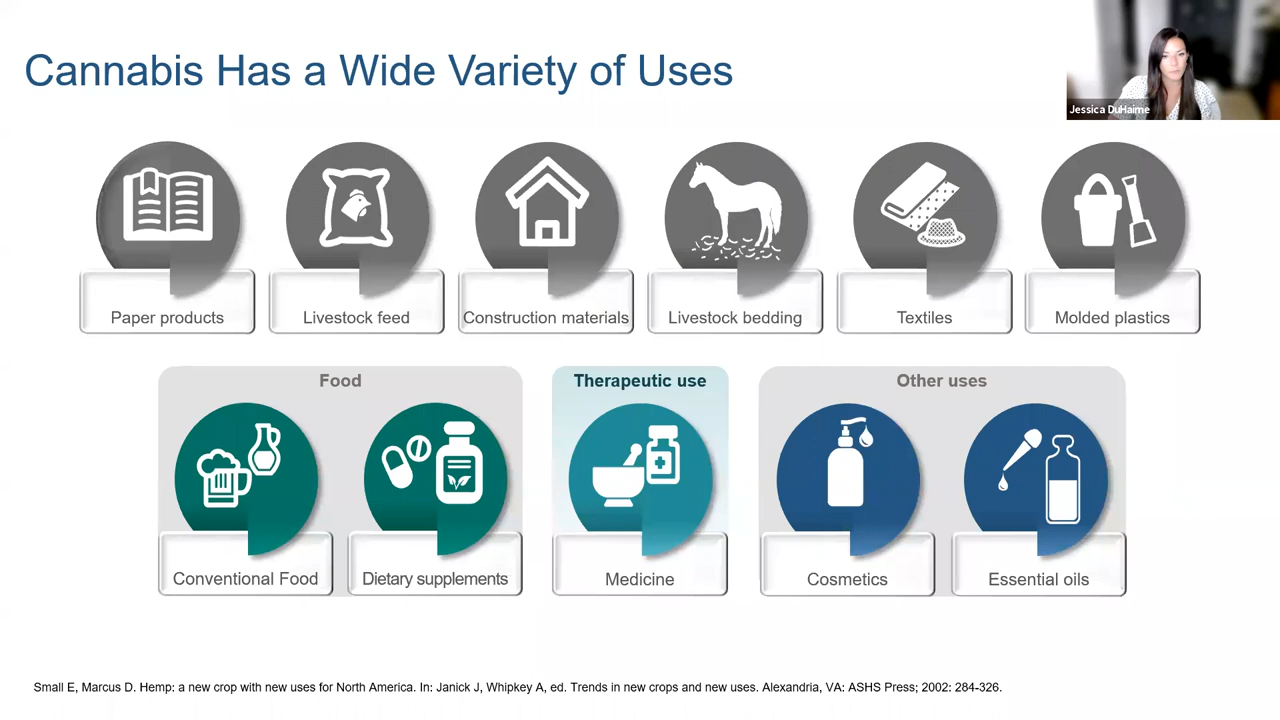 Cannabis Has a Wide Variety of Uses
Jessica DuHaime
Paper products
Livestock feed
Construction materials
Livestock bedding
Textiles
Molded plastics
Food
Therapeutic use
Other uses
Conventional Food
Dietary supplements
Medicine
Cosmetics
Essential oils
Small E, Marcus D. Hemp: a new crop with new uses for North America. In: Janick J, Whipkey A, ed. Trends in new crops and new uses. Alexandria, VA: ASHS Press; 2002: 284-326.